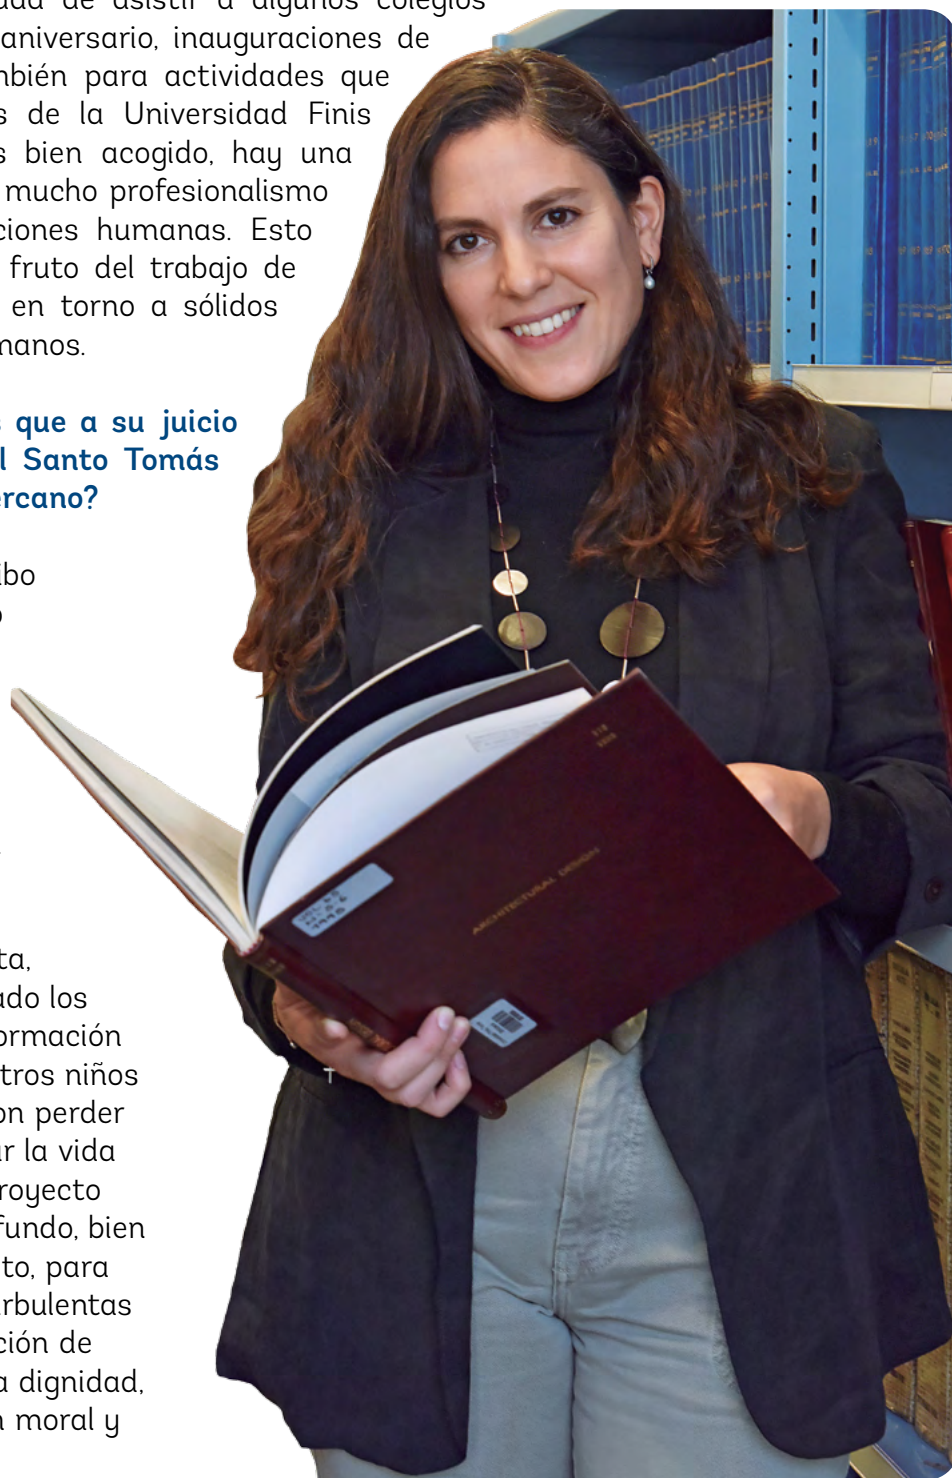 de asistir a algunos colegios
aniversario, inauguraciones de
para actividades que
de la Universidad Finis
bien acogido, hay una
mucho profesionalismo
humanas. Esto
fruto del trabajo de
en torno a sólidos
manos.
que a su juicio
l Santo Tomás
ercano?
ibo
ta,
ado los
ormación
tros niños
on perder
ar la vida
royecto
fundo, bien
to, para
rbulentas
ción de
a dignidad,
n moral y
ARCHITECTURAL DESIGN